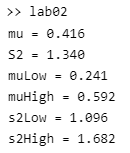 >> lab02
mu = 0.416
S2 = 1.340
muLow = 0.241
muHigh = 0.592
s2Low = 1.096
s2High = 1.682